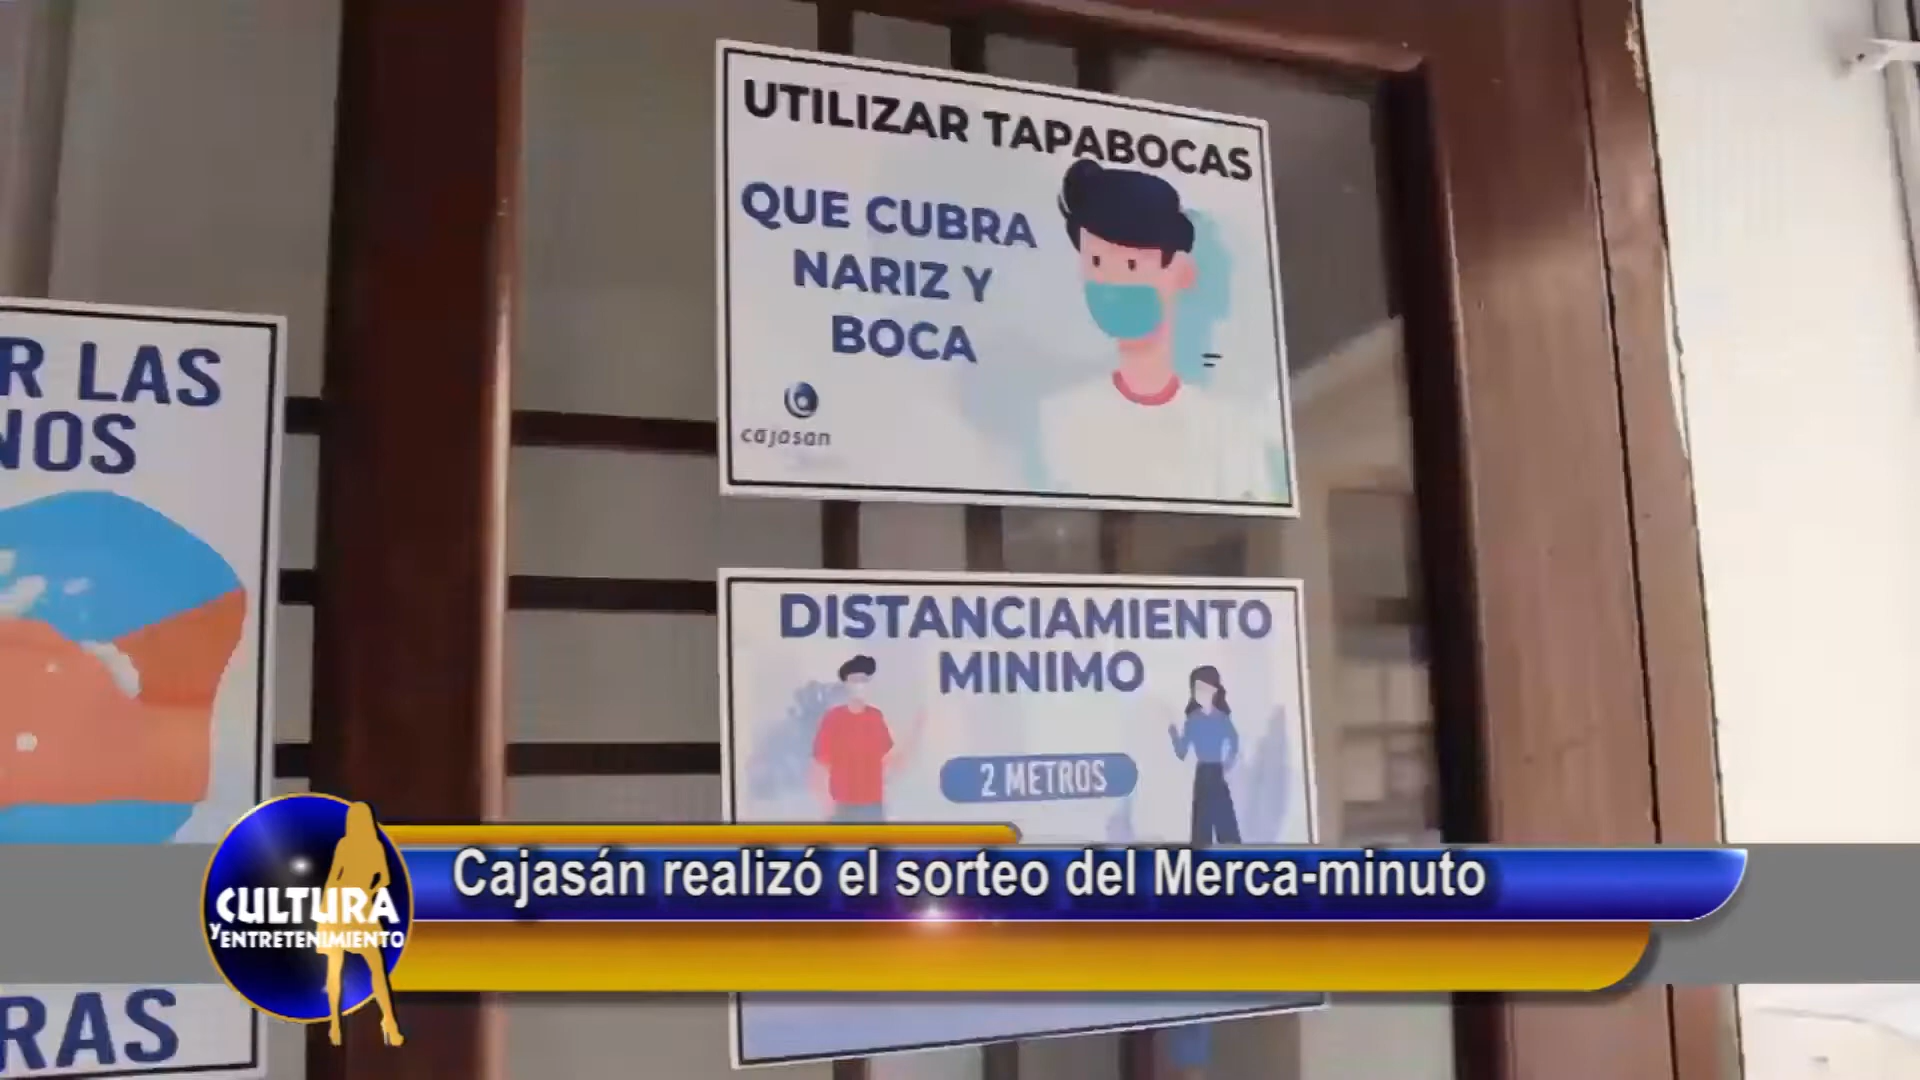 UTILIZAR TAPABOCAS
QUE CUBRA
NARIZ Y
BOCA
cajasan
R LAS
NOS
RAS
DISTANCIAMIENTO
MINIMO
2 METROS
Cajasán realizó el sorteo del Merca-minuto
CULTURA
Y ENTRETENIMIENTO